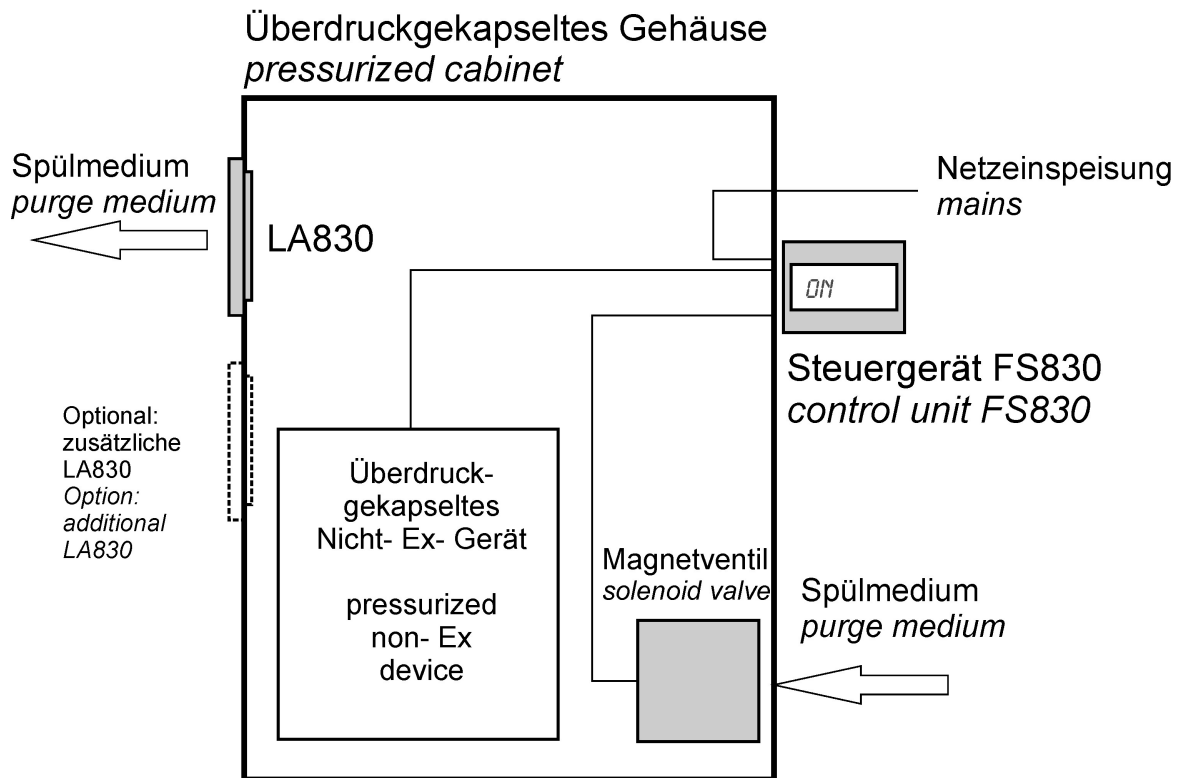 Überdruckgekapseltes Gehäuse
pressurized cabinet
Spülmedium
purge medium
LA830
Netzeinspeisung
mains
ON
Steuergerät FS830
control unit FS830
Optional:
zusätzliche
LA830
Option:
additional
LA830
Überdruck-
gekapseltes
Nicht- Ex- Gerät
pressurized
non- Ex
device
Magnetventil
solenoid valve
Spülmedium
purge medium